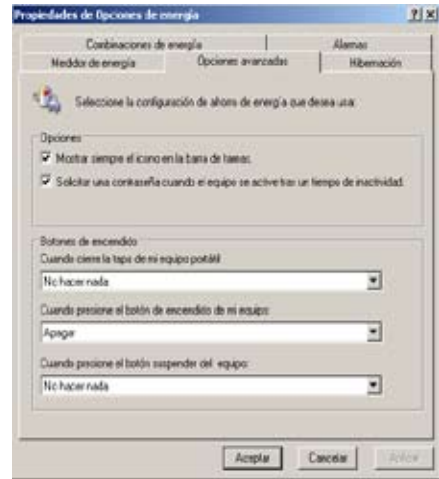 Propiedades de Opciones de energía
Combinaciones de energía
Alarmas
Medidor de energía
Opciones avanzadas
Hibernación
Seleccione la configuración de ahorro de energía que desea usar.
Opciones
Mostrar siempre el icono en la barra de tareas.
Solicitar una contraseña cuando el equipo se active tras un tiempo de inactividad.
Botones de encendido
Cuando cierre la tapa de mi equipo portátil
No hacer nada
Cuando presione el botón de encendido de mi equipo:
Apagar
Cuando presione el botón suspender del equipo:
No hacer nada
Aceptar
Cancelar
Aplicar